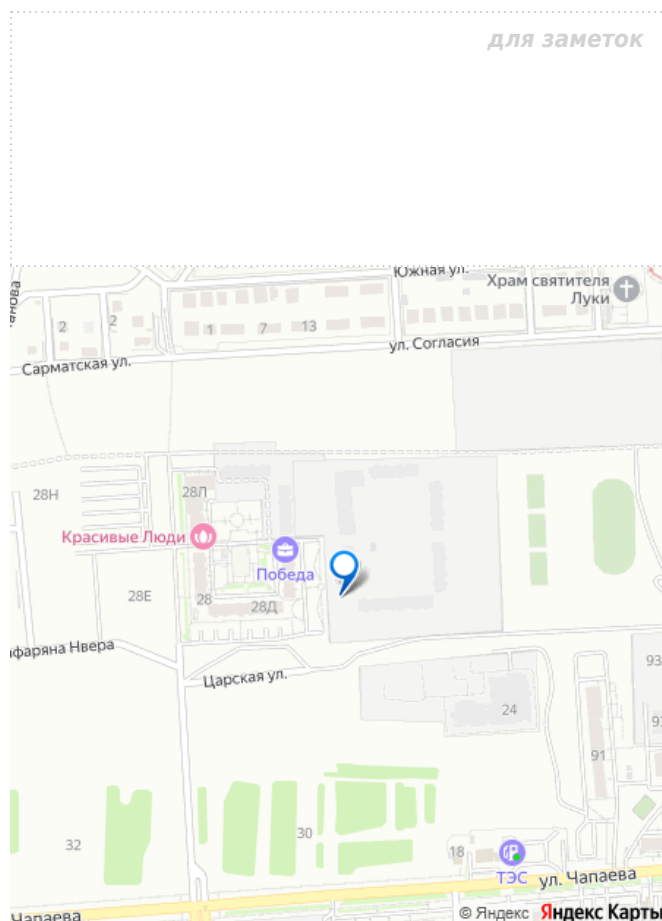 для заметок
Южная ул.
Храм святителя
Луки
2
2
1
7
13
ул. Согласия
Сарматская ул.
28Л
28Н
Красивые Люди
Победа
28Е
28
28Д
Царская ул.
24
93
91
30
32
18
ТЭС
ул. Чапаева
Чапаева
© Яндекс Яндекс Карты